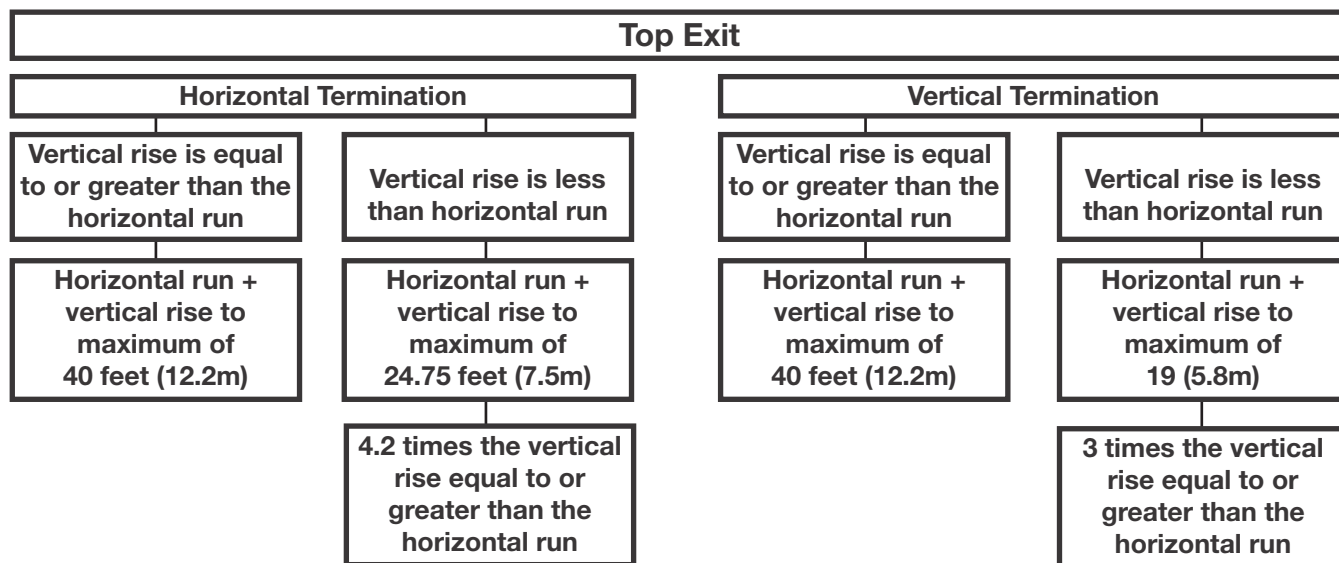 Top Exit
Horizontal Termination
Vertical rise is equal
to or greater than the
horizontal run
Horizontal run +
vertical rise to
maximum of
40 feet (12.2m)
Vertical rise is less
than horizontal run
Horizontal run +
vertical rise to
maximum of
24.75 feet (7.5m)
4.2 times the vertical
rise equal to or
greater than the
horizontal run
Vertical Termination
Vertical rise is equal
to or greater than the
horizontal run
Horizontal run +
vertical rise to
maximum of
40 feet (12.2m)
Vertical rise is less
than horizontal run
Horizontal run +
vertical rise to
maximum of
19 (5.8m)
3 times the vertical
rise equal to or
greater than the
horizontal run